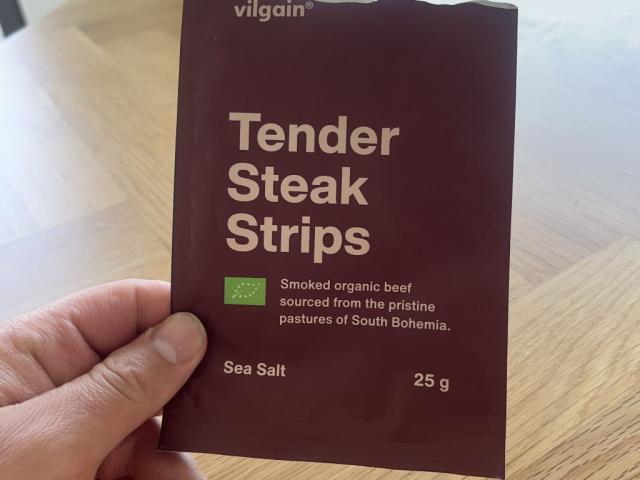 vilgain®
Tender
Steak
Strips
Smoked organic beef
sourced from the pristine
pastures of South Bohemia.
Sea Salt
25 g